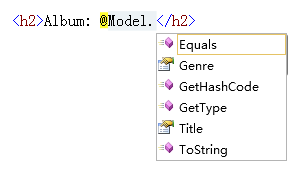 <h2>Album: @Model.</h2>
Equals
Genre
GetHashCode
GetType
Title
ToString